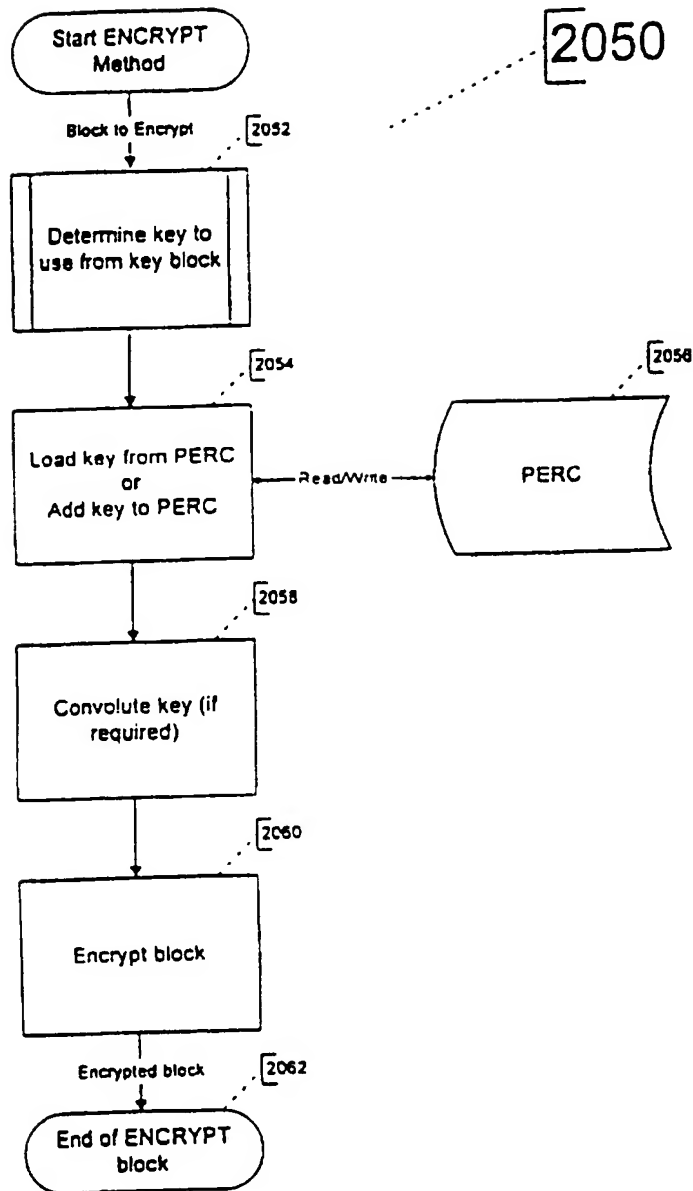 Start ENCRYPT
Method
2050
Block to Encrypt
2052
Determine key to
use from key block
2054
Load key from PERC
or
Add key to PERC
Read/Write
2056
PERC
2058
Convolute key (if
required)
2060
Encrypt block
Encrypted block
2062
End of ENCRYPT
block